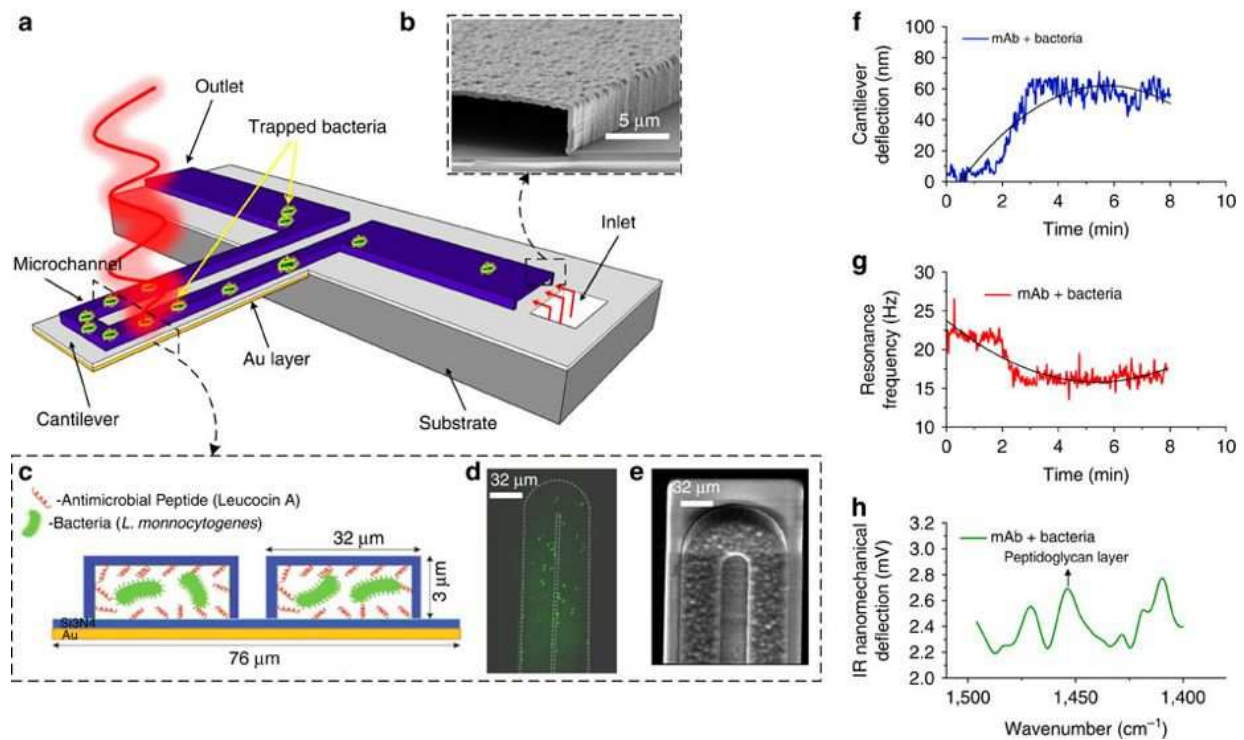 a
Outlet
Trapped bacteria
Microchannel
Inlet
Au layer
Cantilever
Substrate
b
5 µm
c
-Antimicrobial Peptide (Leucocin A)
-Bacteria (L. monnocytogenes)
32 µm
3 µm
Si3N4
Au
76 µm
d
32 µm
e
32 µm
f
mAb + bacteria
Cantilever
deflection (nm)
100
80
60
40
20
0
0 2 4 6 8 10
Time (min)
g
mAb + bacteria
Resonance
frequency (Hz)
30
25
20
15
10
0 2 4 6 8 10
Time (min)
h
mAb + bacteria
Peptidoglycan layer
IR nanomechanical
deflection (mV)
3.2
3.0
2.8
2.6
2.4
2.2
2.0
1,500 1,450 1,400
Wavenumber (cm⁻¹)